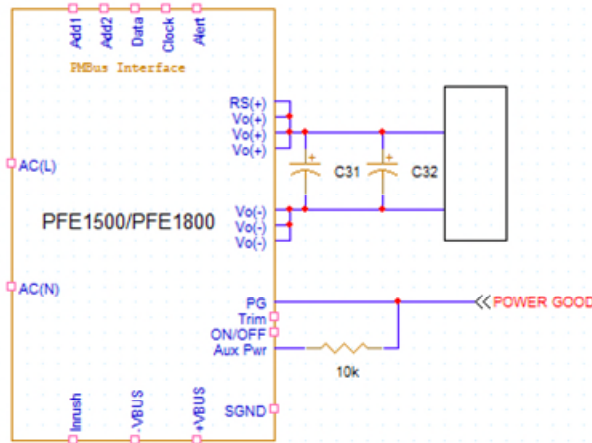 Add1 Add2 Data Clock Alert
PMBus Interface
RS(+)
Vo(+)
Vo(+)
Vo(+)
AC(L)
C31 C32
PFE1500/PFE1800
Vo(-)
Vo(-)
Vo(-)
AC(N)
PG
POWER GOOD
Trim
ON/OFF
Aux Pwr
10k
Inrush -VBUS +VBUS SGND